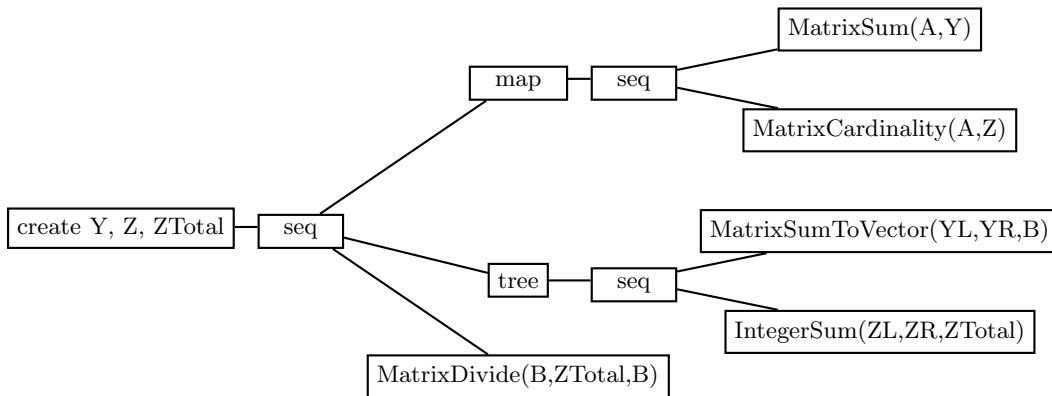 MatrixSum(A,Y)
map
seq
MatrixCardinality(A,Z)
create Y, Z, ZTotal
seq
MatrixSumToVector(YL,YR,B)
tree
seq
IntegerSum(ZL,ZR,ZTotal)
MatrixDivide(B,ZTotal,B)